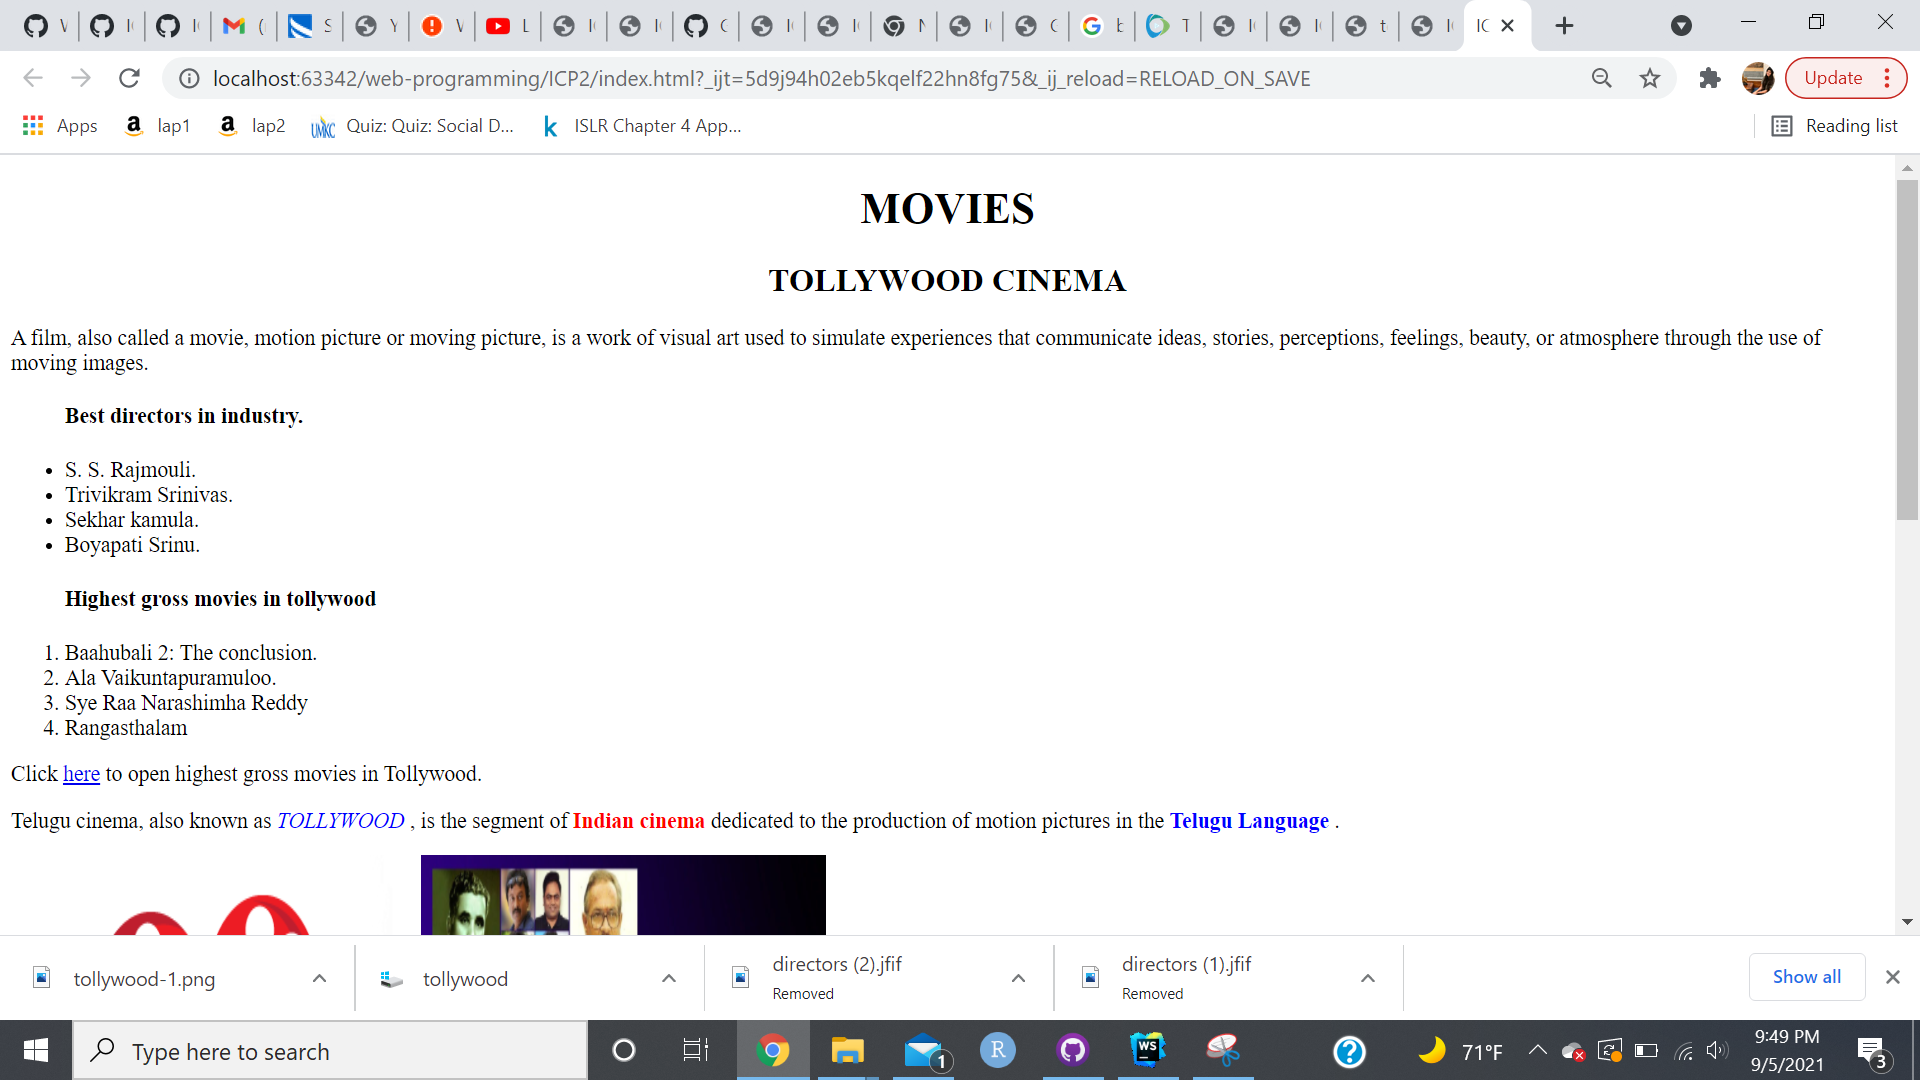 localhost:63342/web-programming/ICP2/index.html?_ijt=5d9j94h02eb5kqelf22hn8fg75&_ij_reload=RELOAD_ON_SAVE
Update
Apps
lap1
lap2
UMKC
Quiz: Quiz: Social D...
ISLR Chapter 4 App...
Reading list
MOVIES
TOLLYWOOD CINEMA
A film, also called a movie, motion picture or moving picture, is a work of visual art used to simulate experiences that communicate ideas, stories, perceptions, feelings, beauty, or atmosphere through the use of
moving images.
Best directors in industry.
• S. S. Rajmouli.
• Trivikram Srinivas.
• Sekhar kamula.
• Boyapati Srinu.
Highest gross movies in tollywood
1. Baahubali 2: The conclusion.
2. Ala Vaikuntapuramuloo.
3. Sye Raa Narashimha Reddy
4. Rangasthalam
Click here to open highest gross movies in Tollywood.
Telugu cinema, also known as TOLLYWOOD , is the segment of Indian cinema dedicated to the production of motion pictures in the Telugu Language .
tollywood-1.png
tollywood
directors (2).jfif
Removed
directors (1).jfif
Removed
Show all
Type here to search
1
R
WS
71°F
9:49 PM
9/5/2021
3